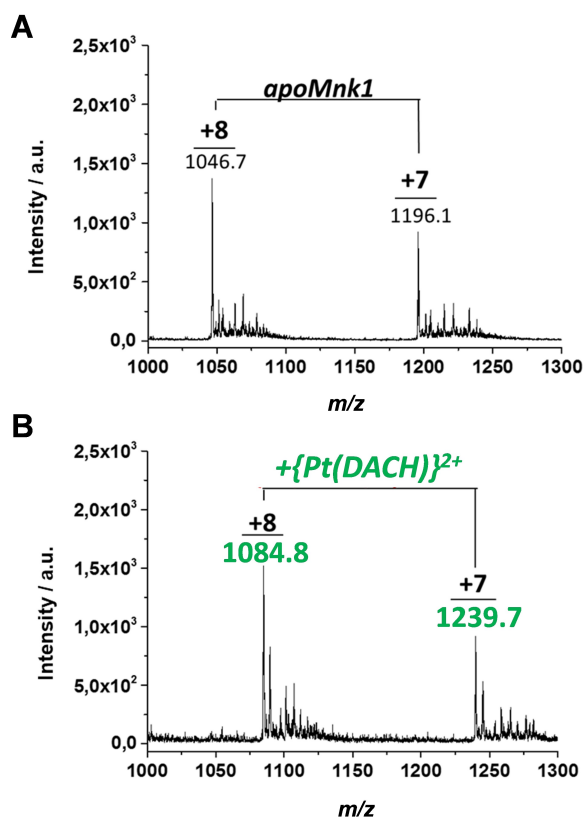 A
2,5x10³
2,0x10³
1,5x10³
1,0x10³
5,0x10²
0,0
Intensity / a.u.
apoMnk1
+8
1046.7
+7
1196.1
1000 1050 1100 1150 1200 1250 1300
m/z
B
2,5x10³
2,0x10³
1,5x10³
1,0x10³
5,0x10²
0,0
Intensity / a.u.
+{Pt(DACH)}²⁺
+8
1084.8
+7
1239.7
1000 1050 1100 1150 1200 1250 1300
m/z